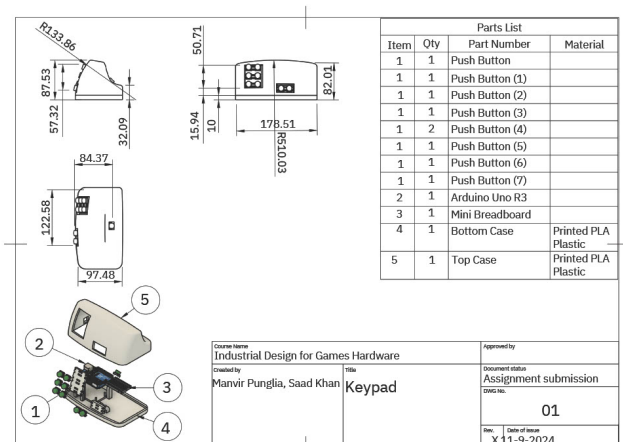 R133.86
87.53
57.32
32.09
50.71
15.94
10
178.51
R510.03
82.01
84.37
122.58
97.48
Parts List
Item Qty Part Number Material
1 1 Push Button
1 1 Push Button (1)
1 1 Push Button (2)
1 1 Push Button (3)
1 2 Push Button (4)
1 1 Push Button (5)
1 1 Push Button (6)
1 1 Push Button (7)
2 1 Arduino Uno R3
3 1 Mini Breadboard
4 1 Bottom Case Printed PLA
Plastic
5 1 Top Case Printed PLA
Plastic
5
2
3
1
4
Course Name
Industrial Design for Games Hardware
Approved by
Created by
Manvir Punglia, Saad Khan
Title
Keypad
Document status
Assignment submission
DWG No.
01
Rev. Date of issue
X 11-9-2024